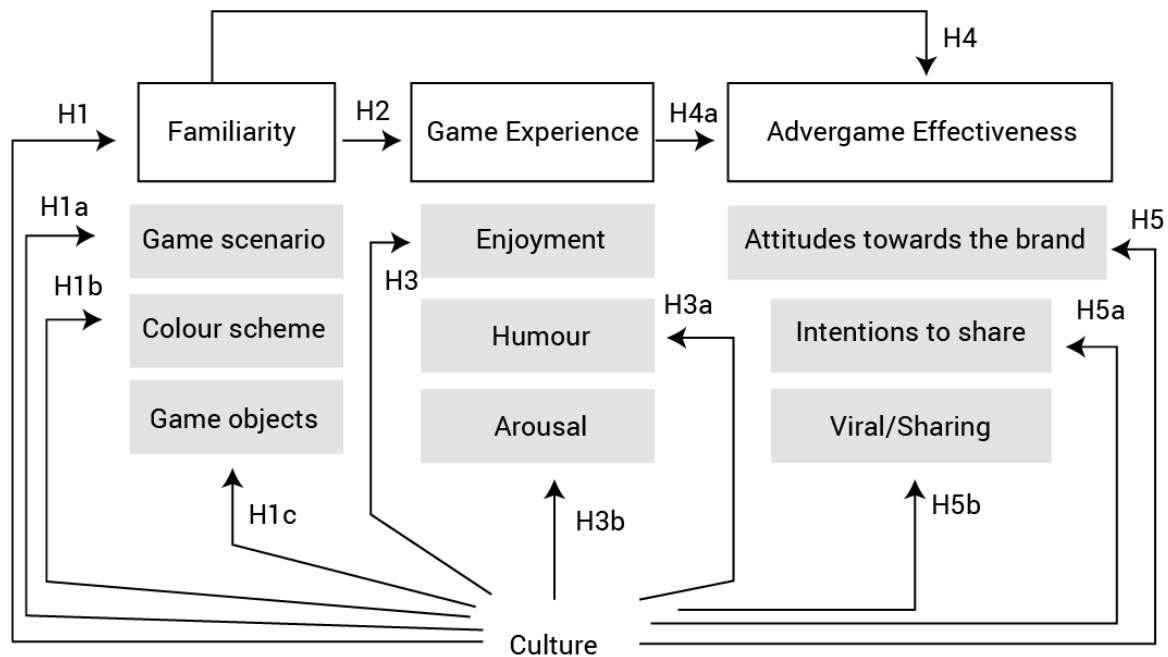 H4
H1
Familiarity
H2
Game Experience
H4a
Advergame Effectiveness
H1a
Game scenario
Enjoyment
Attitudes towards the brand
H5
H1b
H3
Colour scheme
Humour
H3a
Intentions to share
H5a
Game objects
Arousal
Viral/Sharing
H1c
H3b
H5b
Culture